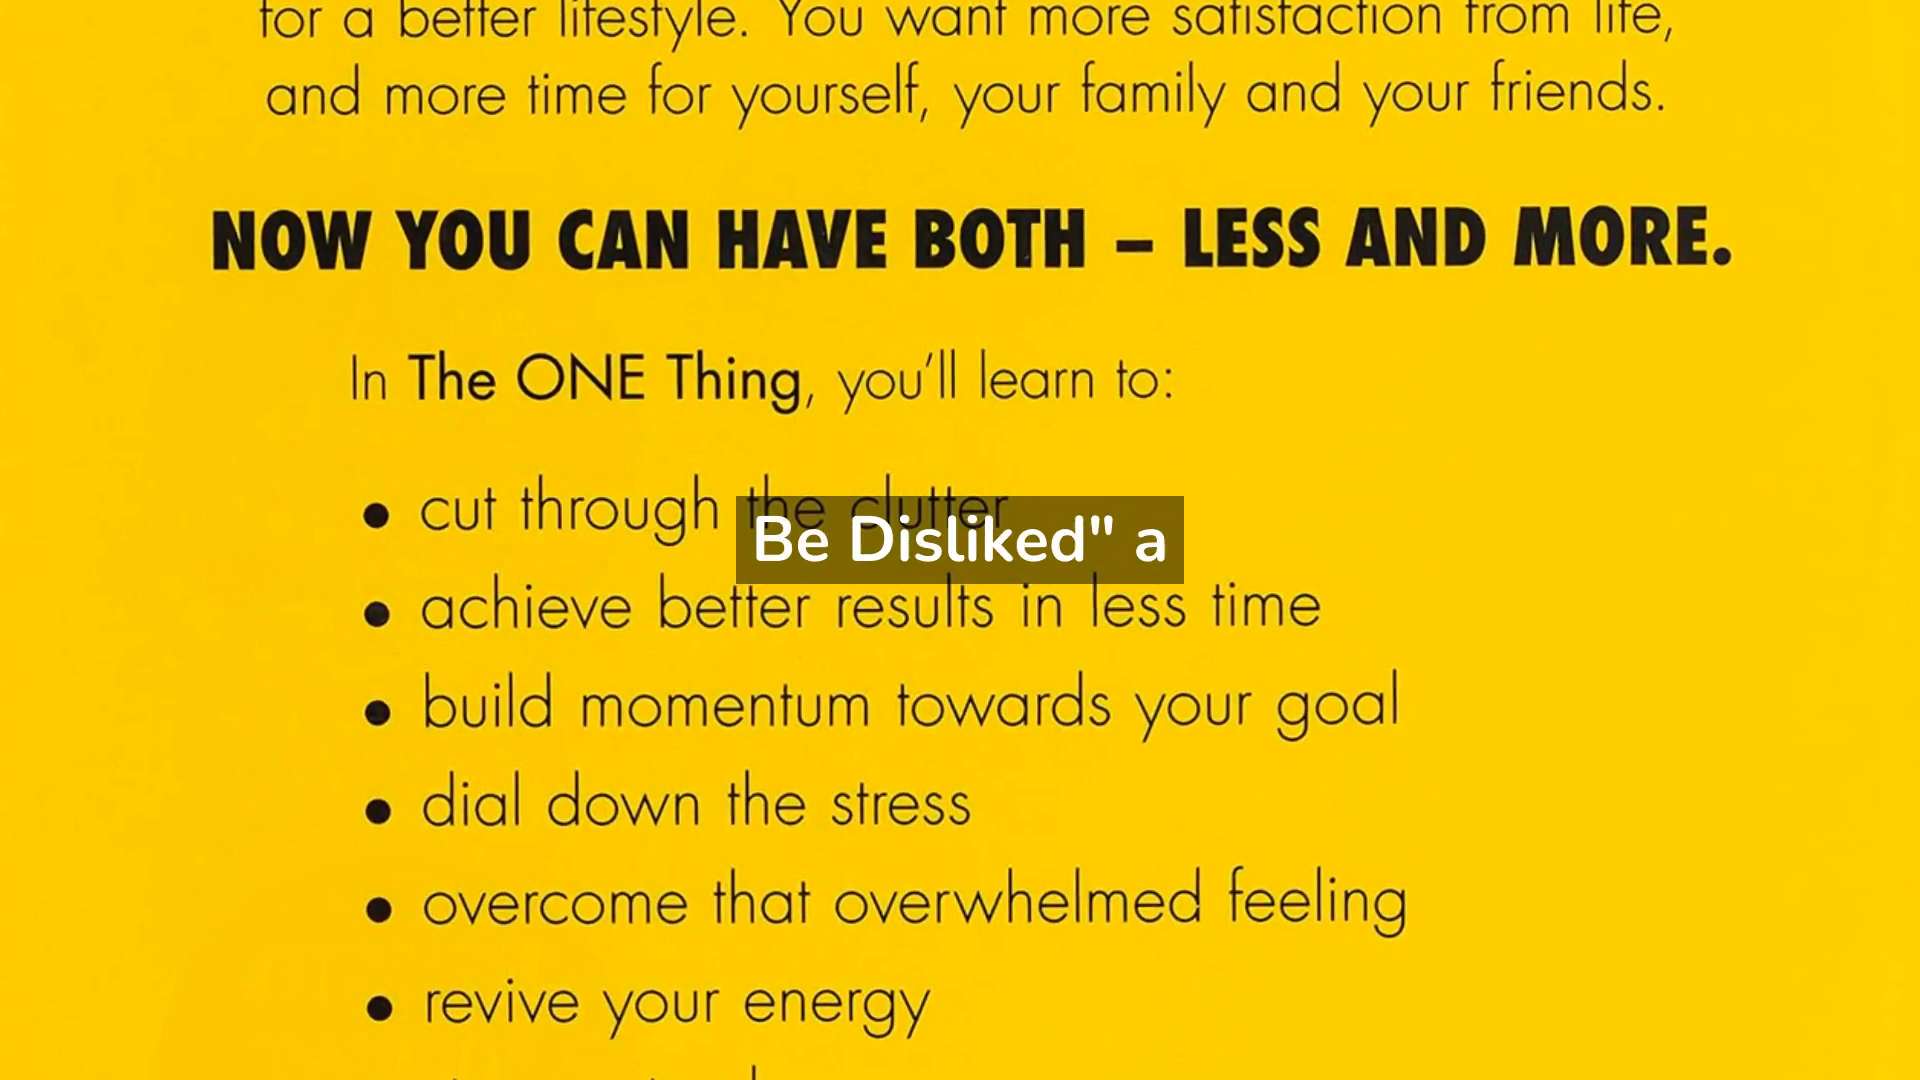 for a better lifestyle. You want more satisfaction from life,
and more time for yourself, your family and your friends.
NOW YOU CAN HAVE BOTH – LESS AND MORE.
In The ONE Thing, you'll learn to:
• cut through the clutter
Be Disliked" a
• achieve better results in less time
• build momentum towards your goal
• dial down the stress
• overcome that overwhelmed feeling
• revive your energy